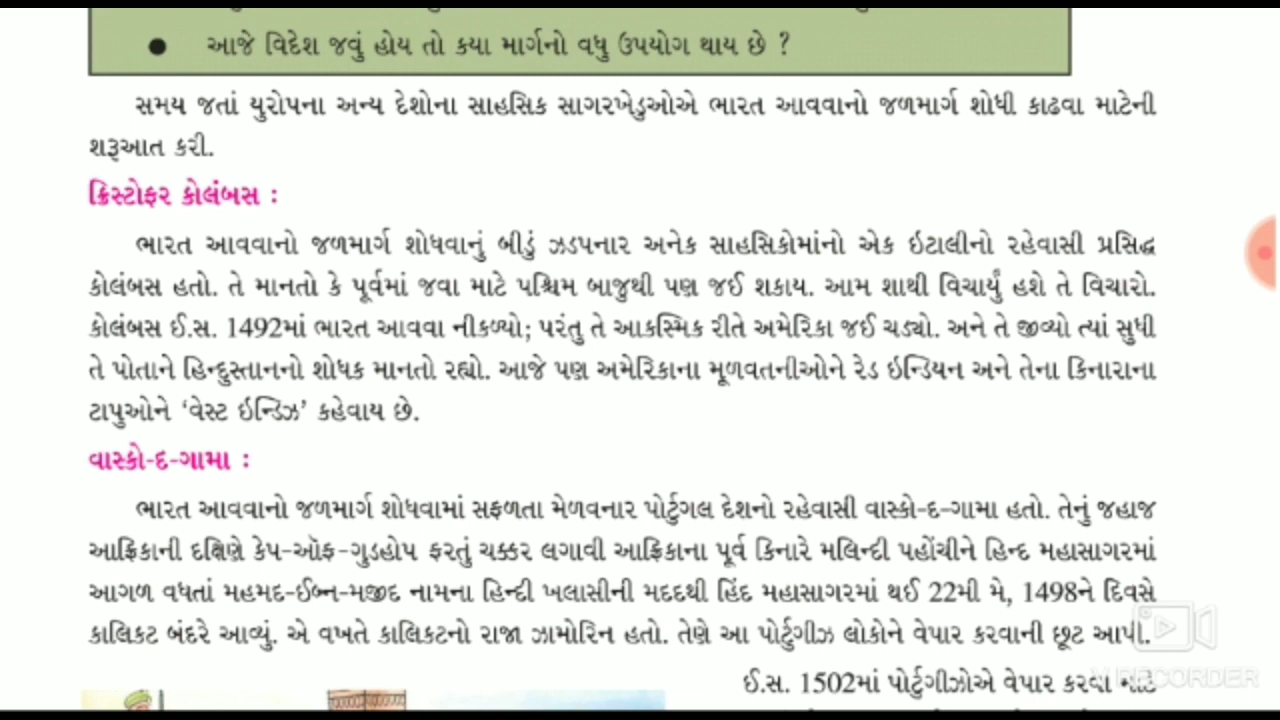 ● આજે વિદેશ જવું હોય તો કયા માર્ગનો વધુ ઉપયોગ થાય છે ?
સમય જતાં યુરોપના અન્ય દેશોના સાહસિક સાગરખેડુઓએ ભારત આવવાનો જળમાર્ગ શોધી કાઢવા માટેની
શરૂઆત કરી.
ક્રિસ્ટોફર કોલંબસ :
ભારત આવવાનો જળમાર્ગ શોધવાનું બીડું ઝડપનાર અનેક સાહસિકોમાંનો એક ઇટાલીનો રહેવાસી પ્રસિદ્ધ
કોલંબસ હતો. તે માનતો કે પૂર્વમાં જવા માટે પશ્ચિમ બાજુથી પણ જઈ શકાય. આમ શાથી વિચાર્યું હશે તે વિચારો.
કોલંબસ ઈ.સ. 1492માં ભારત આવવા નીકળ્યો; પરંતુ તે આકસ્મિક રીતે અમેરિકા જઈ ચડ્યો. અને તે જીવ્યો ત્યાં સુધી
તે પોતાને હિન્દુસ્તાનનો શોધક માનતો રહ્યો. આજે પણ અમેરિકાના મૂળવતનીઓને રેડ ઇન્ડિયન અને તેના કિનારાના
ટાપુઓને ‘વેસ્ટ ઇન્ડિઝ’ કહેવાય છે.
વાસ્કો-દ-ગામા :
ભારત આવવાનો જળમાર્ગ શોધવામાં સફળતા મેળવનાર પોર્ટુગલ દેશનો રહેવાસી વાસ્કો-દ-ગામા હતો. તેનું જહાજ
આફ્રિકાની દક્ષિણે કેપ-ઑફ-ગુડહોપ ફરતું ચક્કર લગાવી આફ્રિકાના પૂર્વ કિનારે મલિન્દી પહોંચીને હિન્દ મહાસાગરમાં
આગળ વધતાં મહમદ-ઈબ્ન-મજીદ નામના હિન્દી ખલાસીની મદદથી હિંદ મહાસાગરમાં થઈ 22મી મે, 1498ને દિવસે
કાલિકટ બંદરે આવ્યું. એ વખતે કાલિકટનો રાજા ઝામોરિન હતો. તેણે આ પોર્ટુગીઝ લોકોને વેપાર કરવાની છૂટ આપી.
ઈ.સ. 1502માં પોર્ટુગીઝોએ વેપાર કરવા માટે
V RECORDER